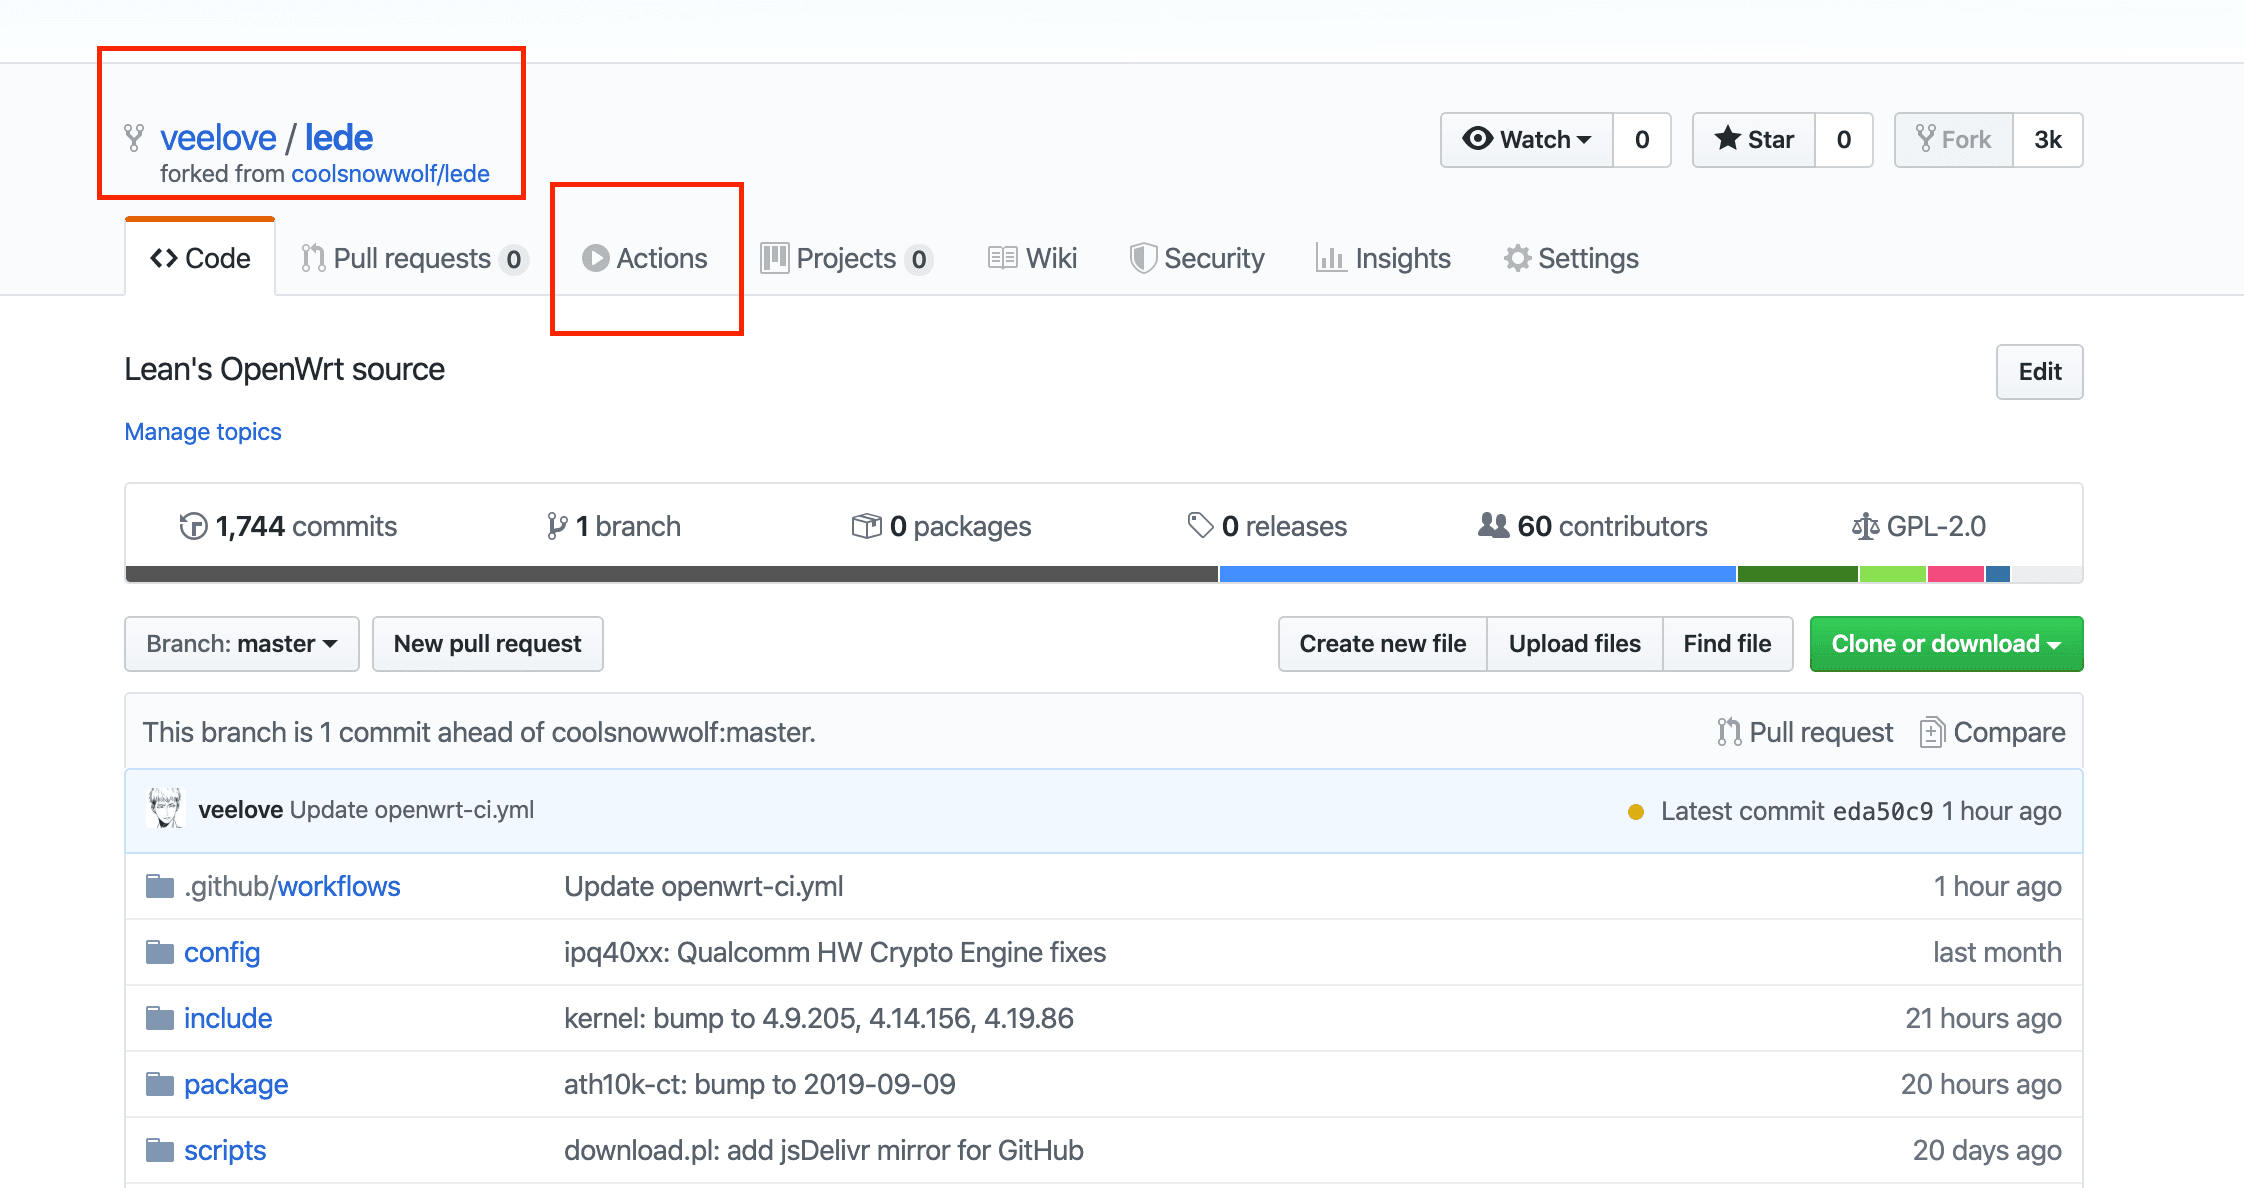 veelove / lede
forked from coolsnowwolf/lede
Watch 0 Star 0 Fork 3k
Code Pull requests 0 Actions Projects 0 Wiki Security Insights Settings
Lean's OpenWrt source
Edit
Manage topics
1,744 commits 1 branch 0 packages 0 releases 60 contributors GPL-2.0
Branch: master New pull request Create new file Upload files Find file Clone or download
This branch is 1 commit ahead of coolsnowwolf:master. Pull request Compare
veelove Update openwrt-ci.yml Latest commit eda50c9 1 hour ago
.github/workflows Update openwrt-ci.yml 1 hour ago
config ipq40xx: Qualcomm HW Crypto Engine fixes last month
include kernel: bump to 4.9.205, 4.14.156, 4.19.86 21 hours ago
package ath10k-ct: bump to 2019-09-09 20 hours ago
scripts download.pl: add jsDelivr mirror for GitHub 20 days ago